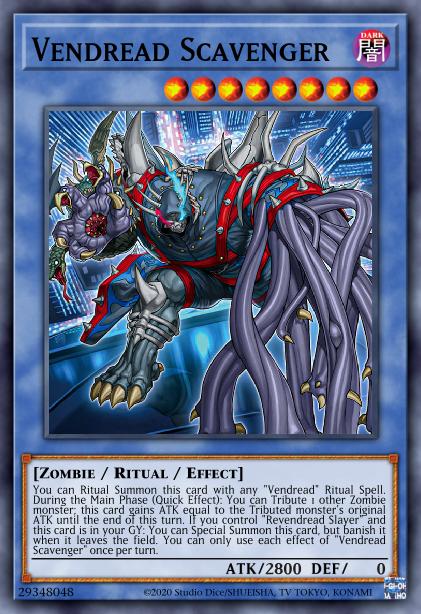 VENDREAD SCAVENGER
DARK
闇
[ZOMBIE / RITUAL / EFFECT]
You can Ritual Summon this card with any "Vendread" Ritual Spell.
During the Main Phase (Quick Effect): You can Tribute 1 other Zombie
monster; this card gains ATK equal to the Tributed monster's original
ATK until the end of this turn. If you control "Revendread Slayer" and
this card is in your GY: You can Special Summon this card, but banish it
when it leaves the field. You can only use each effect of "Vendread
Scavenger" once per turn.
ATK/2800 DEF/ 0
29348048 ©2020 Studio Dice/SHUEISHA, TV TOKYO, KONAMI